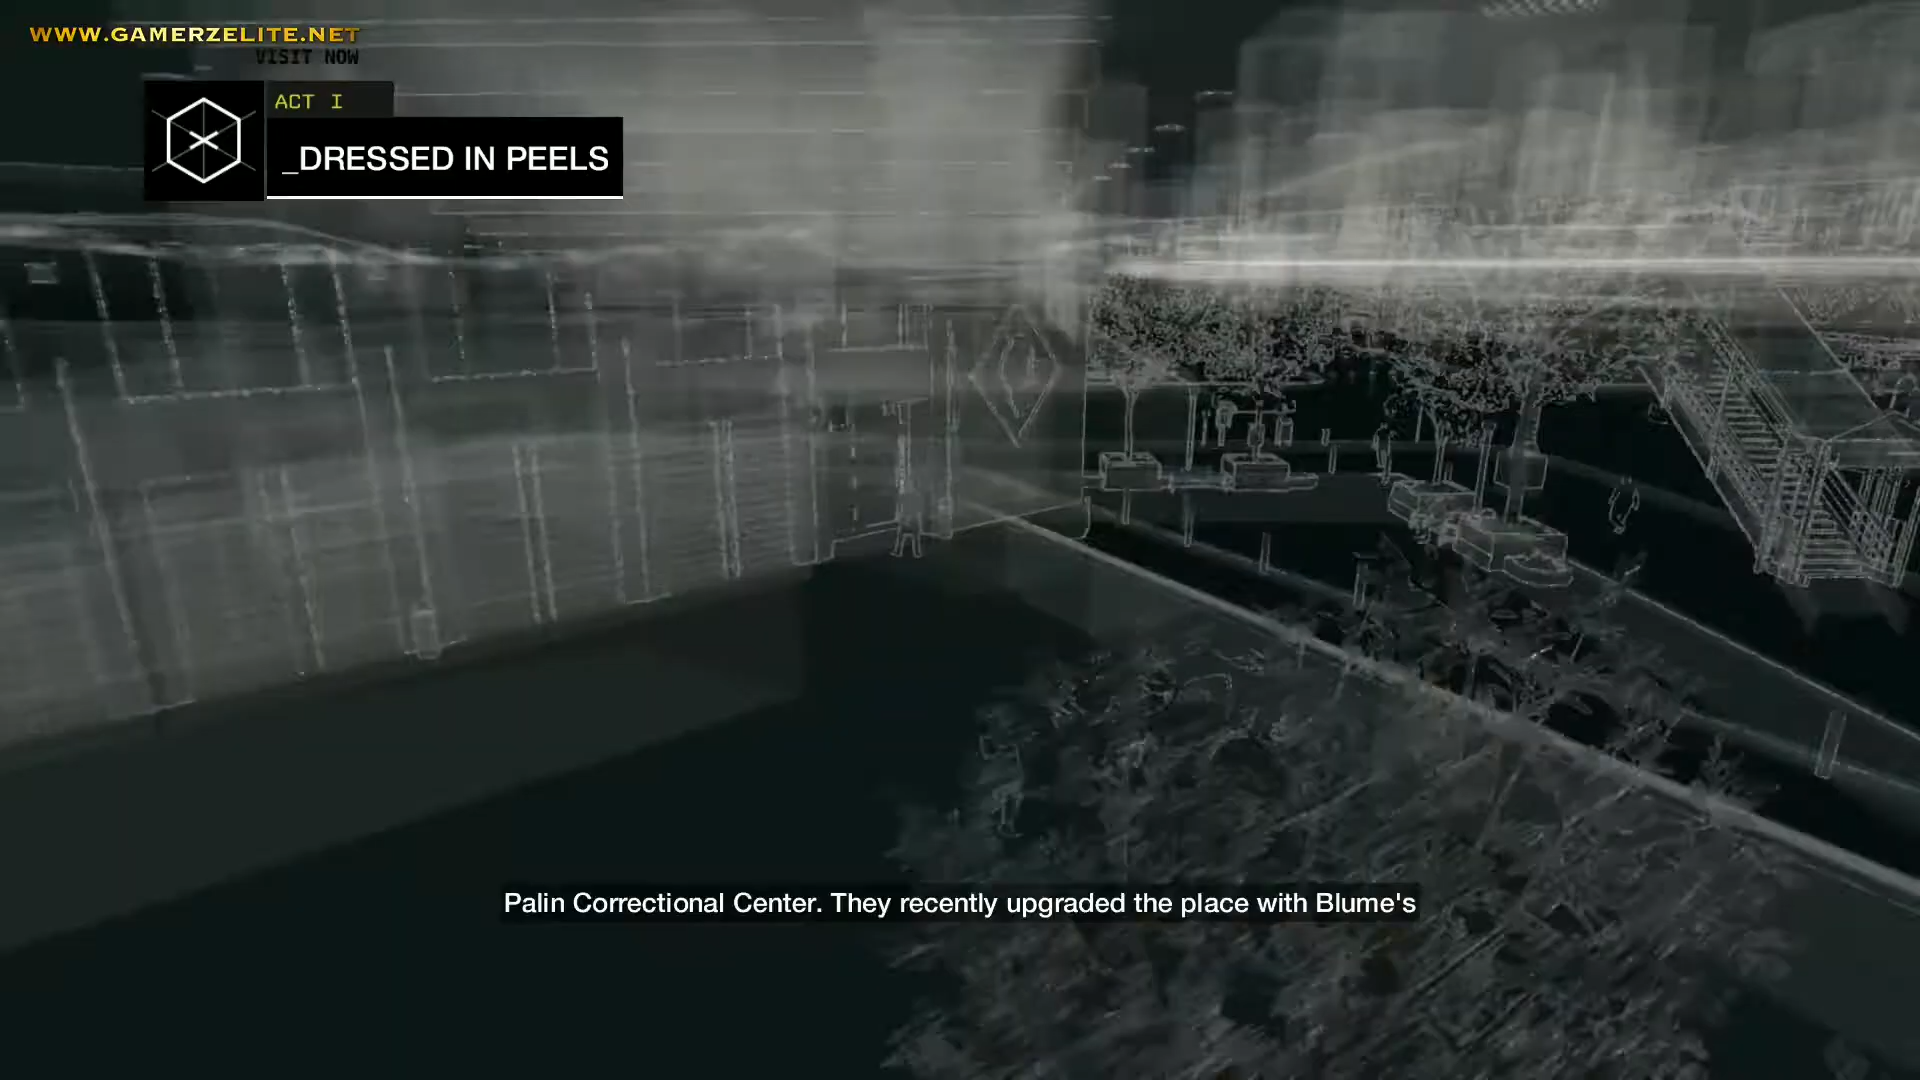 WWW.GAMERZELITE.NET
VISIT NOW
ACT I
_DRESSED IN PEELS
Palin Correctional Center. They recently upgraded the place with Blume's